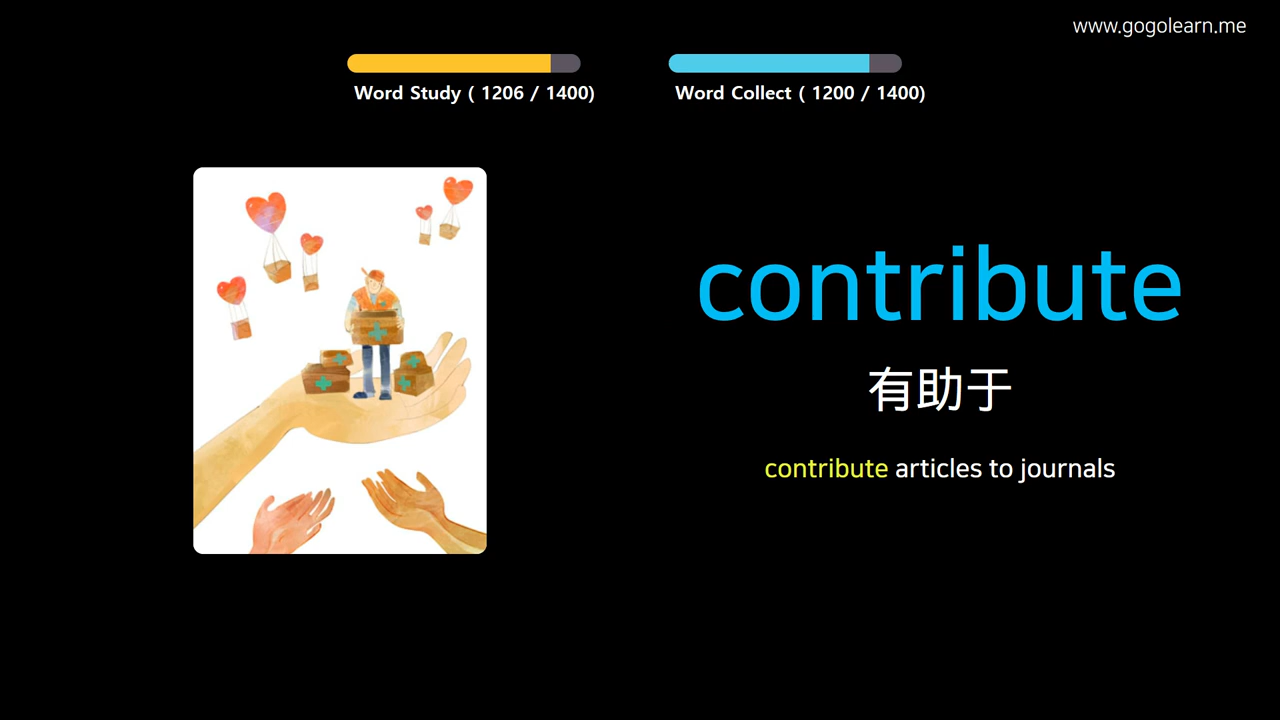 www.gogolearn.me
Word Study ( 1206 / 1400)
Word Collect ( 1200 / 1400)
contribute
有助于
contribute articles to journals